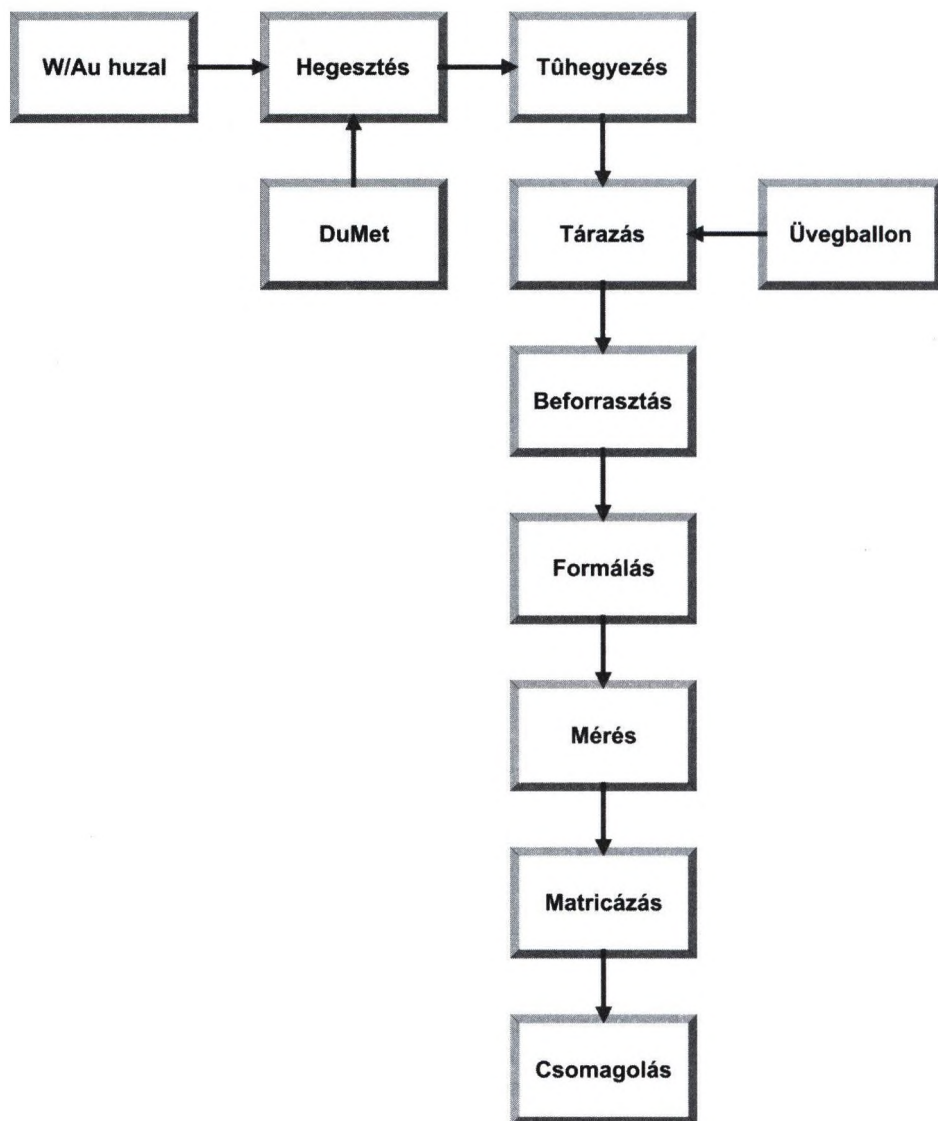 W/Au huzal
Hegesztés
Tûhegyezés
DuMet
Tárazás
Üvegballon
Beforrasztás
Formálás
Mérés
Matricázás
Csomagolás